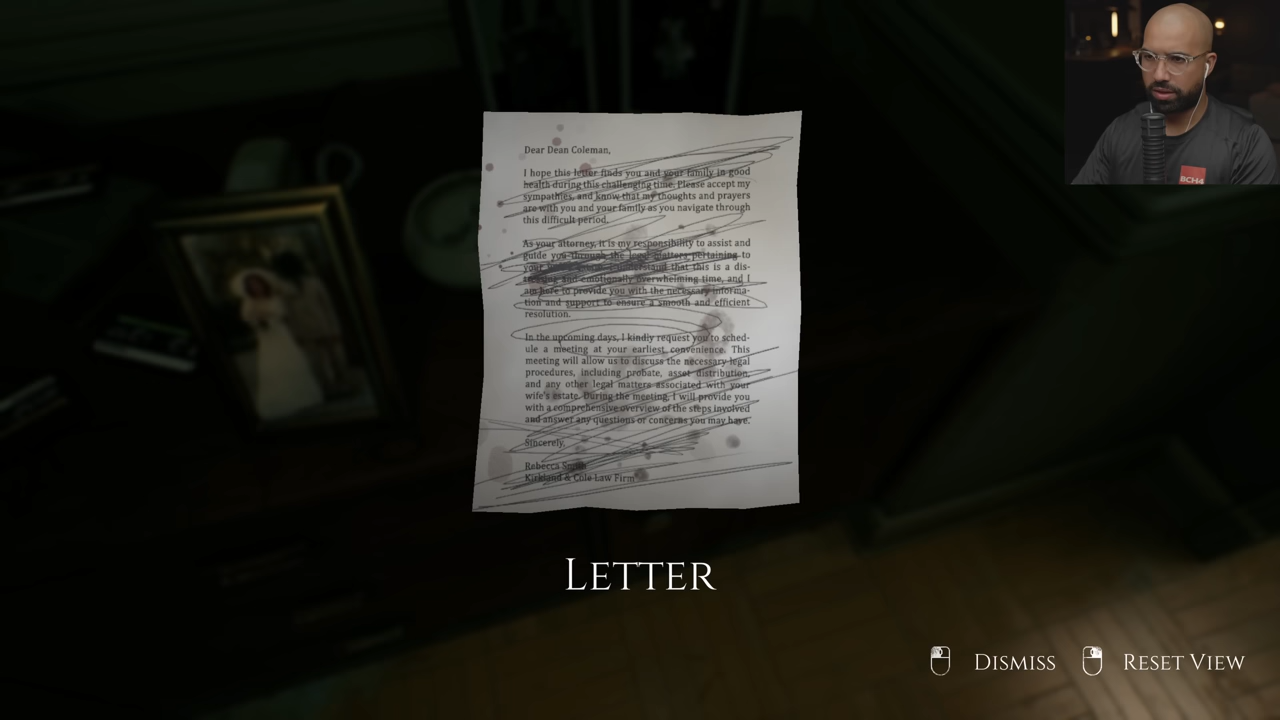 Dear Dean Coleman,
I hope this letter finds you and your family in good
health during this challenging time. Please accept my
sympathies, and know that my thoughts and prayers
are with you and your family as you navigate through
this difficult period.
As your attorney, it is my responsibility to assist and
guide you through the legal matters pertaining to
your understand that this is a dis-
tressing and emotionally overwhelming time, and I
am here to provide you with the necessary informa-
tion and support to ensure a smooth and efficient
resolution.
In the upcoming days, I kindly request you to sched-
ule a meeting at your earliest convenience. This
meeting will allow us to discuss the necessary legal
procedures, including probate, asset distribution,
and any other legal matters associated with your
wife's estate. During the meeting, I will provide you
with a comprehensive overview of the steps involved
and answer any questions or concerns you may have.
Sincerely,
Rebecca Smith
Kirkland & Cole Law Firm
LETTER
DISMISS
RESET VIEW